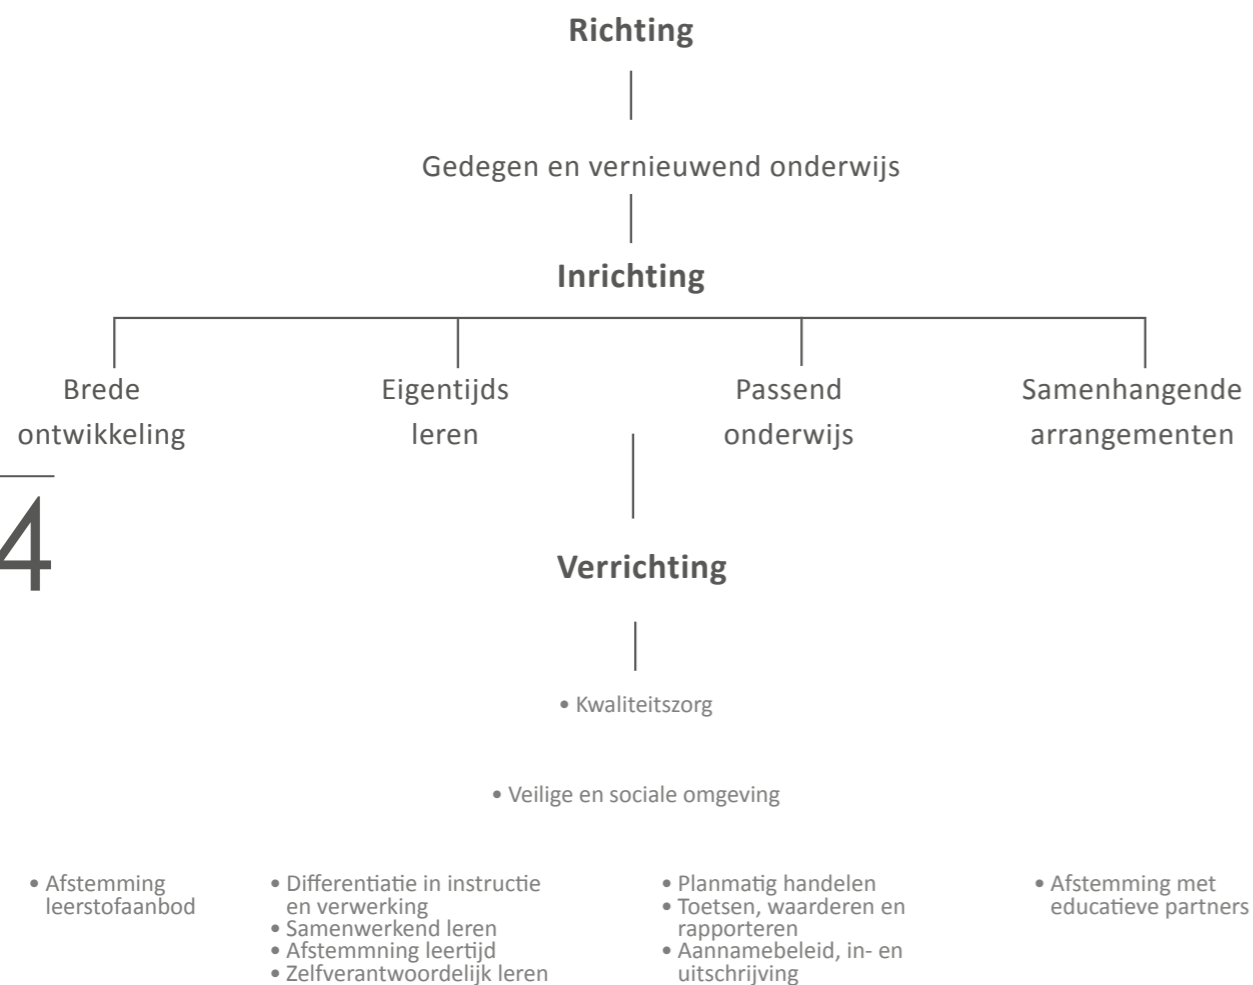 Richting
Gedegen en vernieuwend onderwijs
Inrichting
Brede
ontwikkeling
Eigentijds
leren
Passend
onderwijs
Samenhangende
arrangementen
4
Verrichting
• Kwaliteitszorg
• Veilige en sociale omgeving
• Afstemming
leerstofaanbod
• Differentiatie in instructie
en verwerking
• Samenwerkend leren
• Afstemmning leertijd
• Zelfverantwoordelijk leren
• Planmatig handelen
• Toetsen, waarderen en
rapporteren
• Aannamebeleid, in- en
uitschrijving
• Afstemming met
educatieve partners